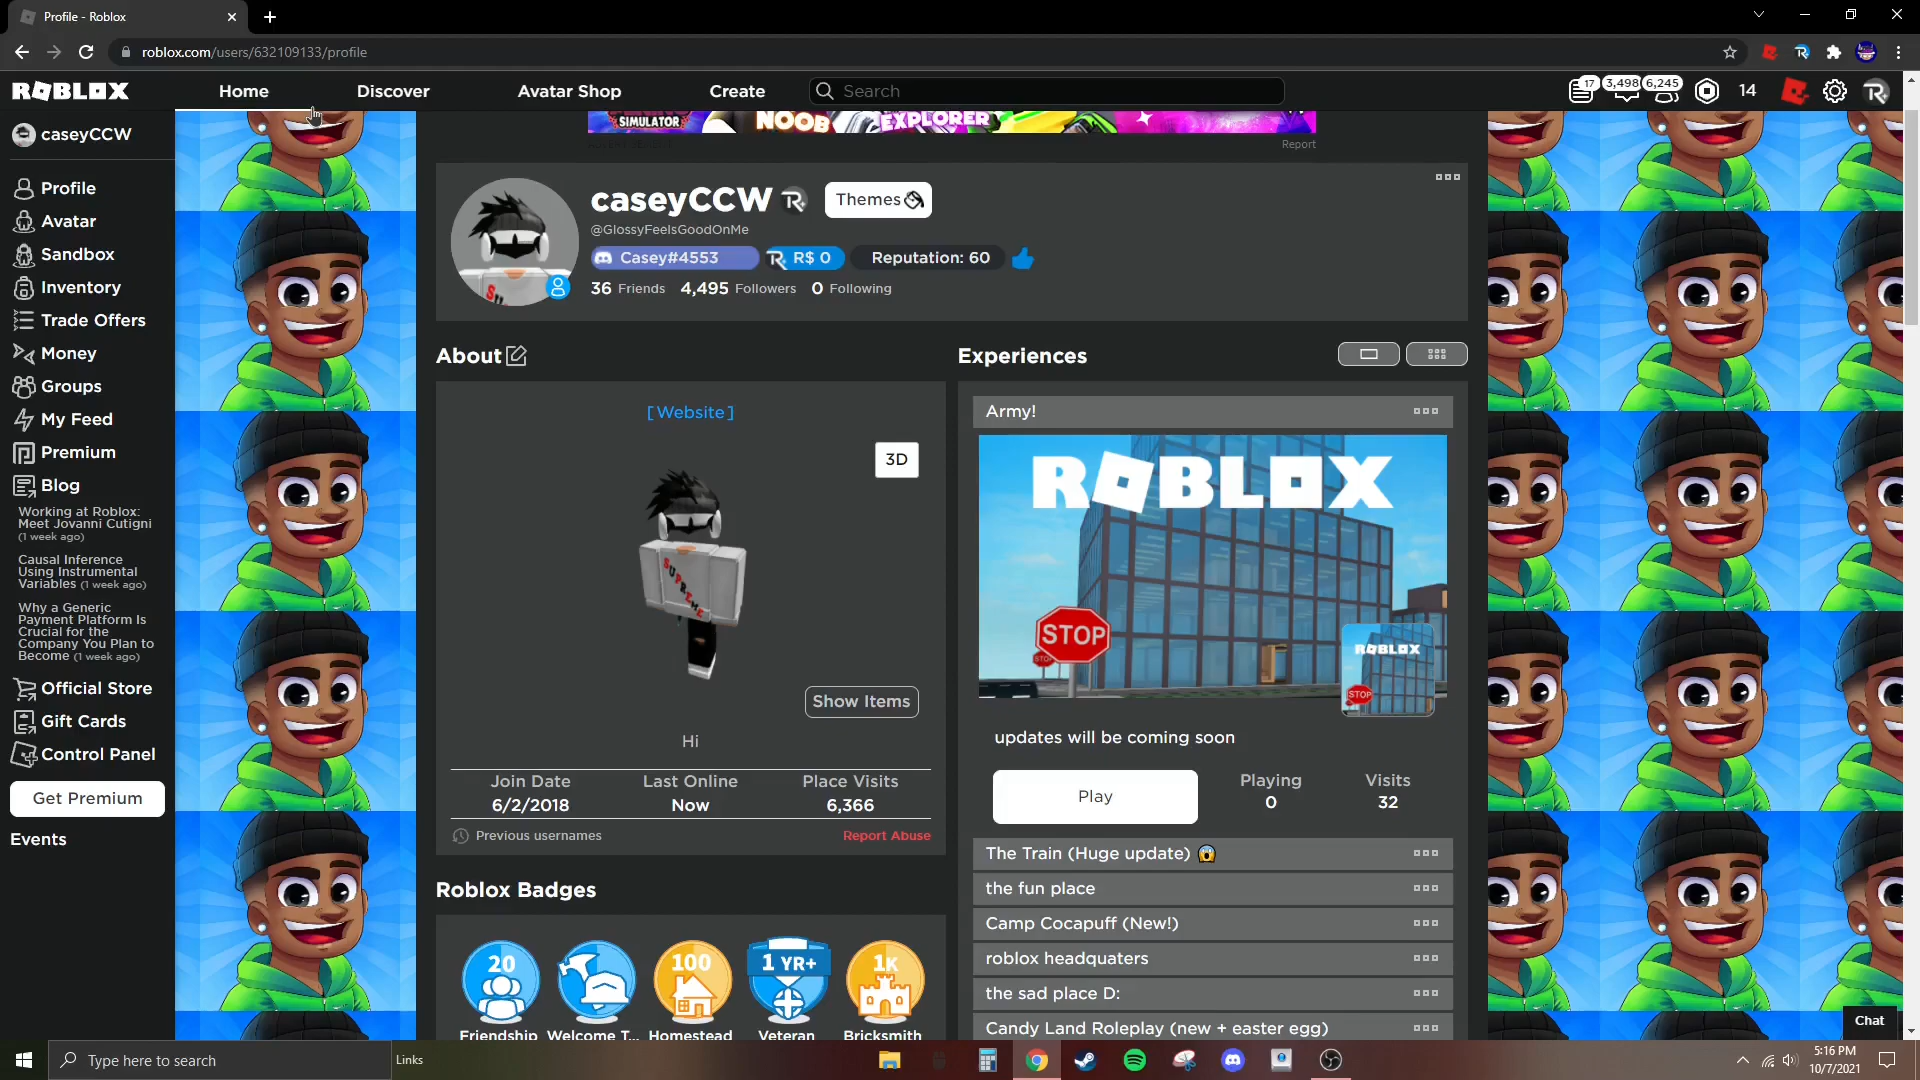 Profile - Roblox
roblox.com/users/632109133/profile
ROBLOX
Home
Discover
Avatar Shop
Create
Search
17
3,498
6,245
14
caseyCCW
Profile
Avatar
Sandbox
Inventory
Trade Offers
Money
Groups
My Feed
Premium
Blog
Working at Roblox:
Meet Jovanni Cutigni
(1 week ago)
Causal Inference
Using Instrumental
Variables (1 week ago)
Why a Generic
Payment Platform Is
Crucial for the
Company You Plan to
Become (1 week ago)
Official Store
Gift Cards
Control Panel
Get Premium
Events
SIMULATOR
NOOB
EXPLORER
Report
caseyCCW
Themes
@GlossyFeelsGoodOnMe
Casey#4553
R$ 0
Reputation: 60
36 Friends 4,495 Followers 0 Following
About
[Website]
3D
SUPREME
Show Items
Hi
Join Date
Last Online
Place Visits
6/2/2018
Now
6,366
Previous usernames
Report Abuse
Roblox Badges
20
100
1 YR+
1K
Friendship
Welcome T...
Homestead
Veteran
Bricksmith
Experiences
Army!
ROBLOX
STOP
ROBLOX
STOP
updates will be coming soon
Play
Playing
0
Visits
32
The Train (Huge update) 😱
the fun place
Camp Cocapuff (New!)
roblox headquaters
the sad place D:
Candy Land Roleplay (new + easter egg)
Chat
Type here to search
Links
5:16 PM
10/7/2021